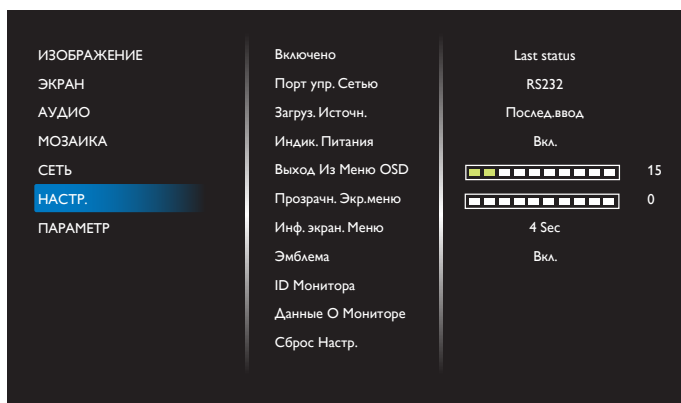 ИЗОБРАЖЕНИЕ
ЭКРАН
АУДИО
МОЗАИКА
СЕТЬ
НАСТР.
ПАРАМЕТР
Включено Last status
Порт упр. Сетью RS232
Загруз. Источн. Послед.ввод
Индик. Питания Вкл.
Выход Из Меню OSD 15
Прозрачн. Экр.меню 0
Инф. экран. Меню 4 Sec
Эмблема Вкл.
ID Монитора
Данные О Мониторе
Сброс Настр.